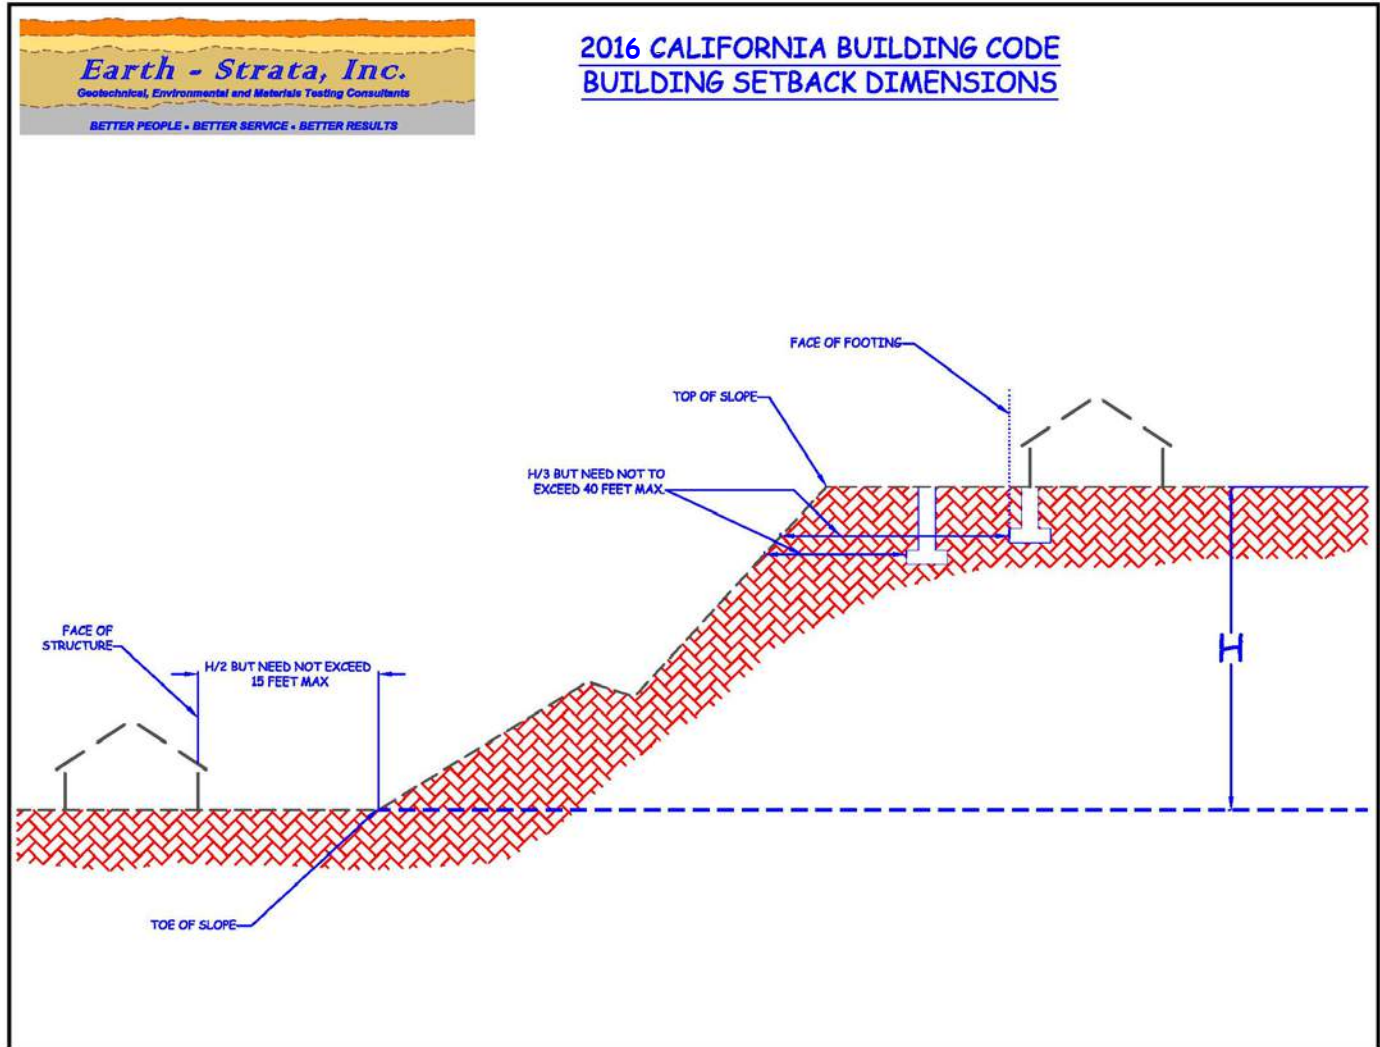 Earth - Strata, Inc.
Geotechnical, Environmental and Materials Testing Consultants
BETTER PEOPLE • BETTER SERVICE • BETTER RESULTS
2016 CALIFORNIA BUILDING CODE
BUILDING SETBACK DIMENSIONS
FACE OF FOOTING
TOP OF SLOPE
H/3 BUT NEED NOT TO
EXCEED 40 FEET MAX.
FACE OF
STRUCTURE
H/2 BUT NEED NOT EXCEED
15 FEET MAX
H
TOE OF SLOPE